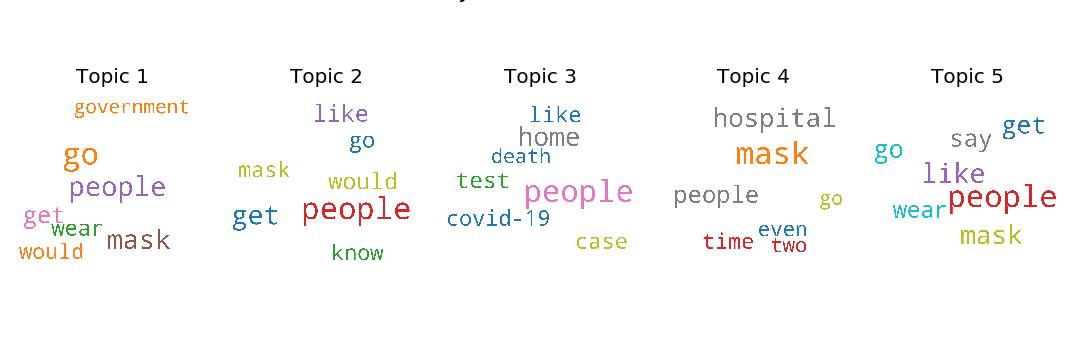 Topic 1
government
go
people
get
wear
mask
would
Topic 2
like
go
mask
would
get
people
know
Topic 3
like
home
death
test
people
covid-19
case
Topic 4
hospital
mask
people
go
even
time
two
Topic 5
get
say
go
like
people
wear
mask